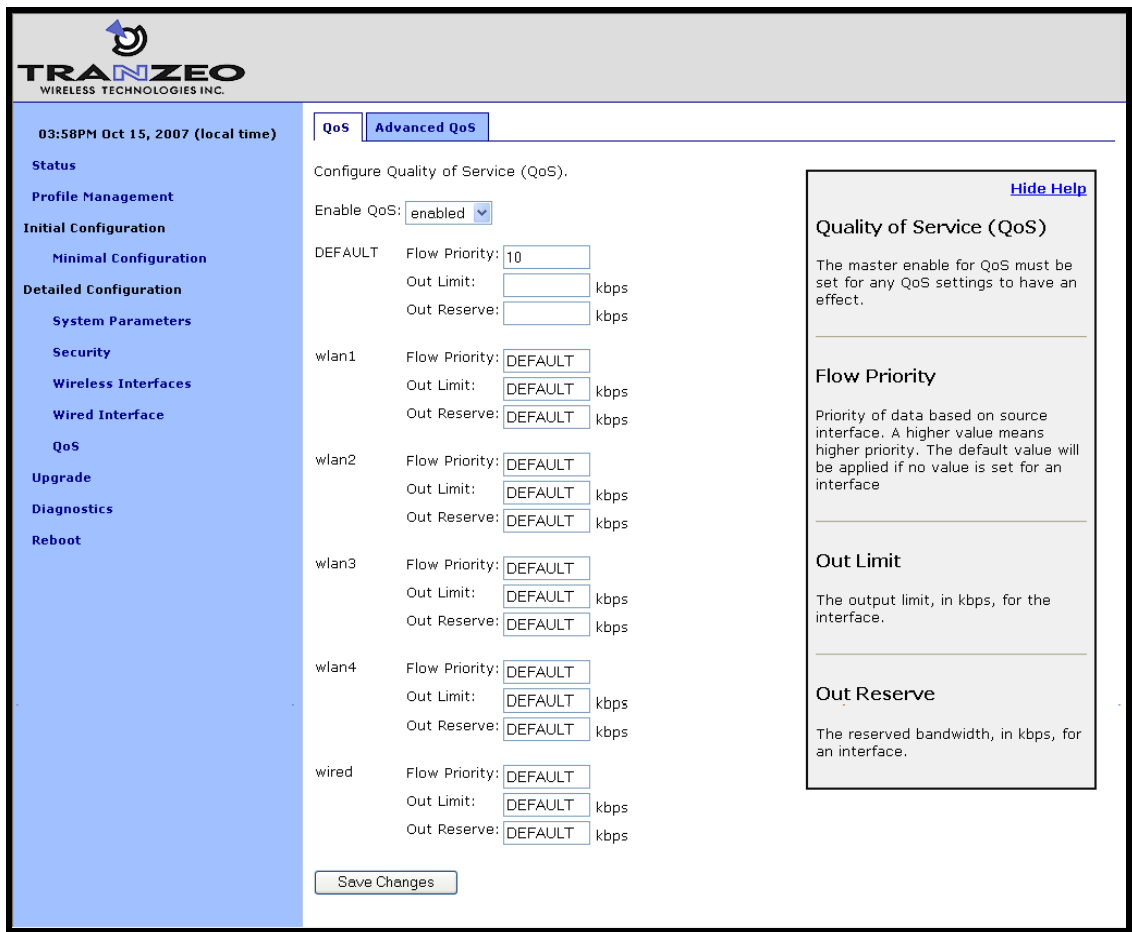 TRANZEO
WIRELESS TECHNOLOGIES INC.
03:58PM Oct 15, 2007 (local time)
Status
Profile Management
Initial Configuration
Minimal Configuration
Detailed Configuration
System Parameters
Security
Wireless Interfaces
Wired Interface
QoS
Upgrade
Diagnostics
Reboot
QoS Advanced QoS
Configure Quality of Service (QoS).
Enable QoS: enabled
DEFAULT Flow Priority: 10
Out Limit: kbps
Out Reserve: kbps
wlan1 Flow Priority: DEFAULT
Out Limit: DEFAULT kbps
Out Reserve: DEFAULT kbps
wlan2 Flow Priority: DEFAULT
Out Limit: DEFAULT kbps
Out Reserve: DEFAULT kbps
wlan3 Flow Priority: DEFAULT
Out Limit: DEFAULT kbps
Out Reserve: DEFAULT kbps
wlan4 Flow Priority: DEFAULT
Out Limit: DEFAULT kbps
Out Reserve: DEFAULT kbps
wired Flow Priority: DEFAULT
Out Limit: DEFAULT kbps
Out Reserve: DEFAULT kbps
Save Changes
Hide Help
Quality of Service (QoS)
The master enable for QoS must be
set for any QoS settings to have an
effect.
Flow Priority
Priority of data based on source
interface. A higher value means
higher priority. The default value will
be applied if no value is set for an
interface
Out Limit
The output limit, in kbps, for the
interface.
Out Reserve
The reserved bandwidth, in kbps, for
an interface.